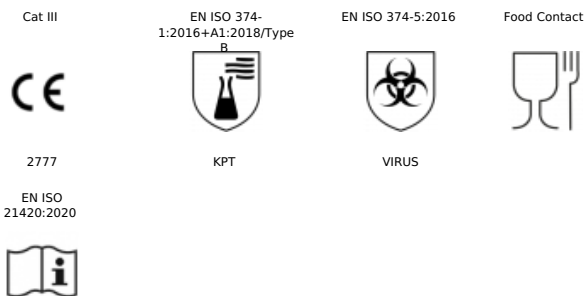 Cat III
EN ISO 374-
1:2016+A1:2018/Type
B
EN ISO 374-5:2016
Food Contact
CE
2777
KPT
VIRUS
EN ISO
21420:2020
i